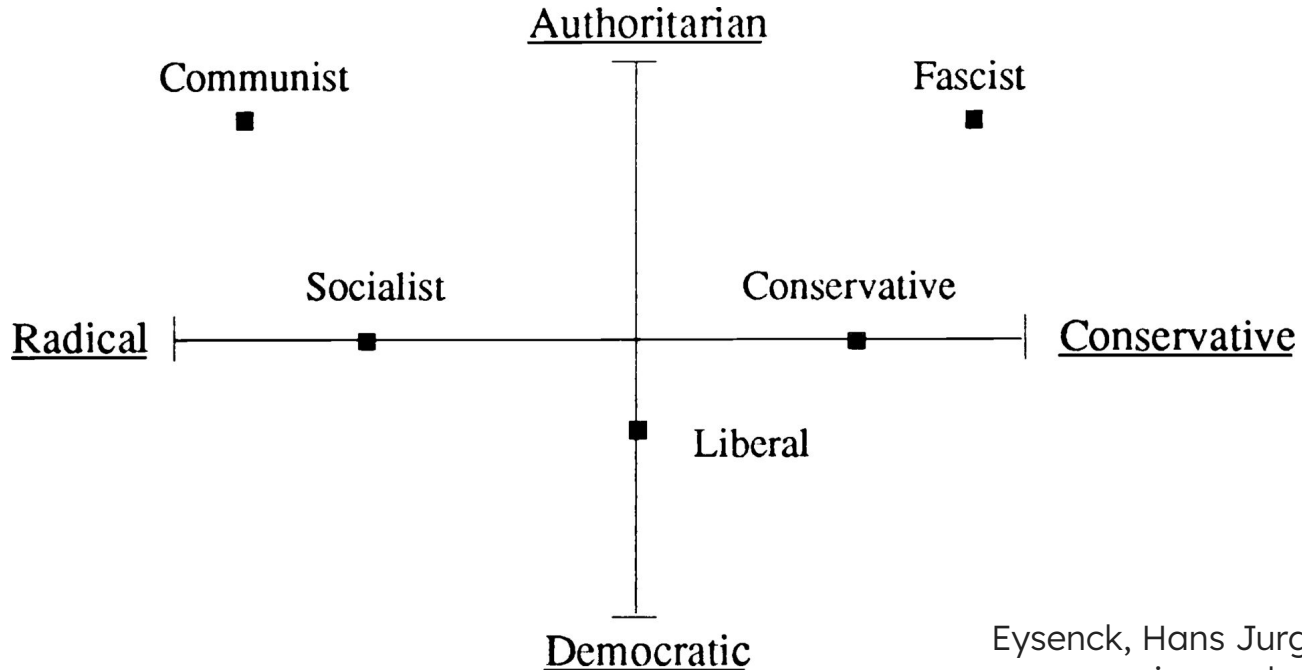 Authoritarian
Communist
Fascist
Socialist
Conservative
Radical
Conservative
Liberal
Democratic
Eysenck, Hans Jurg